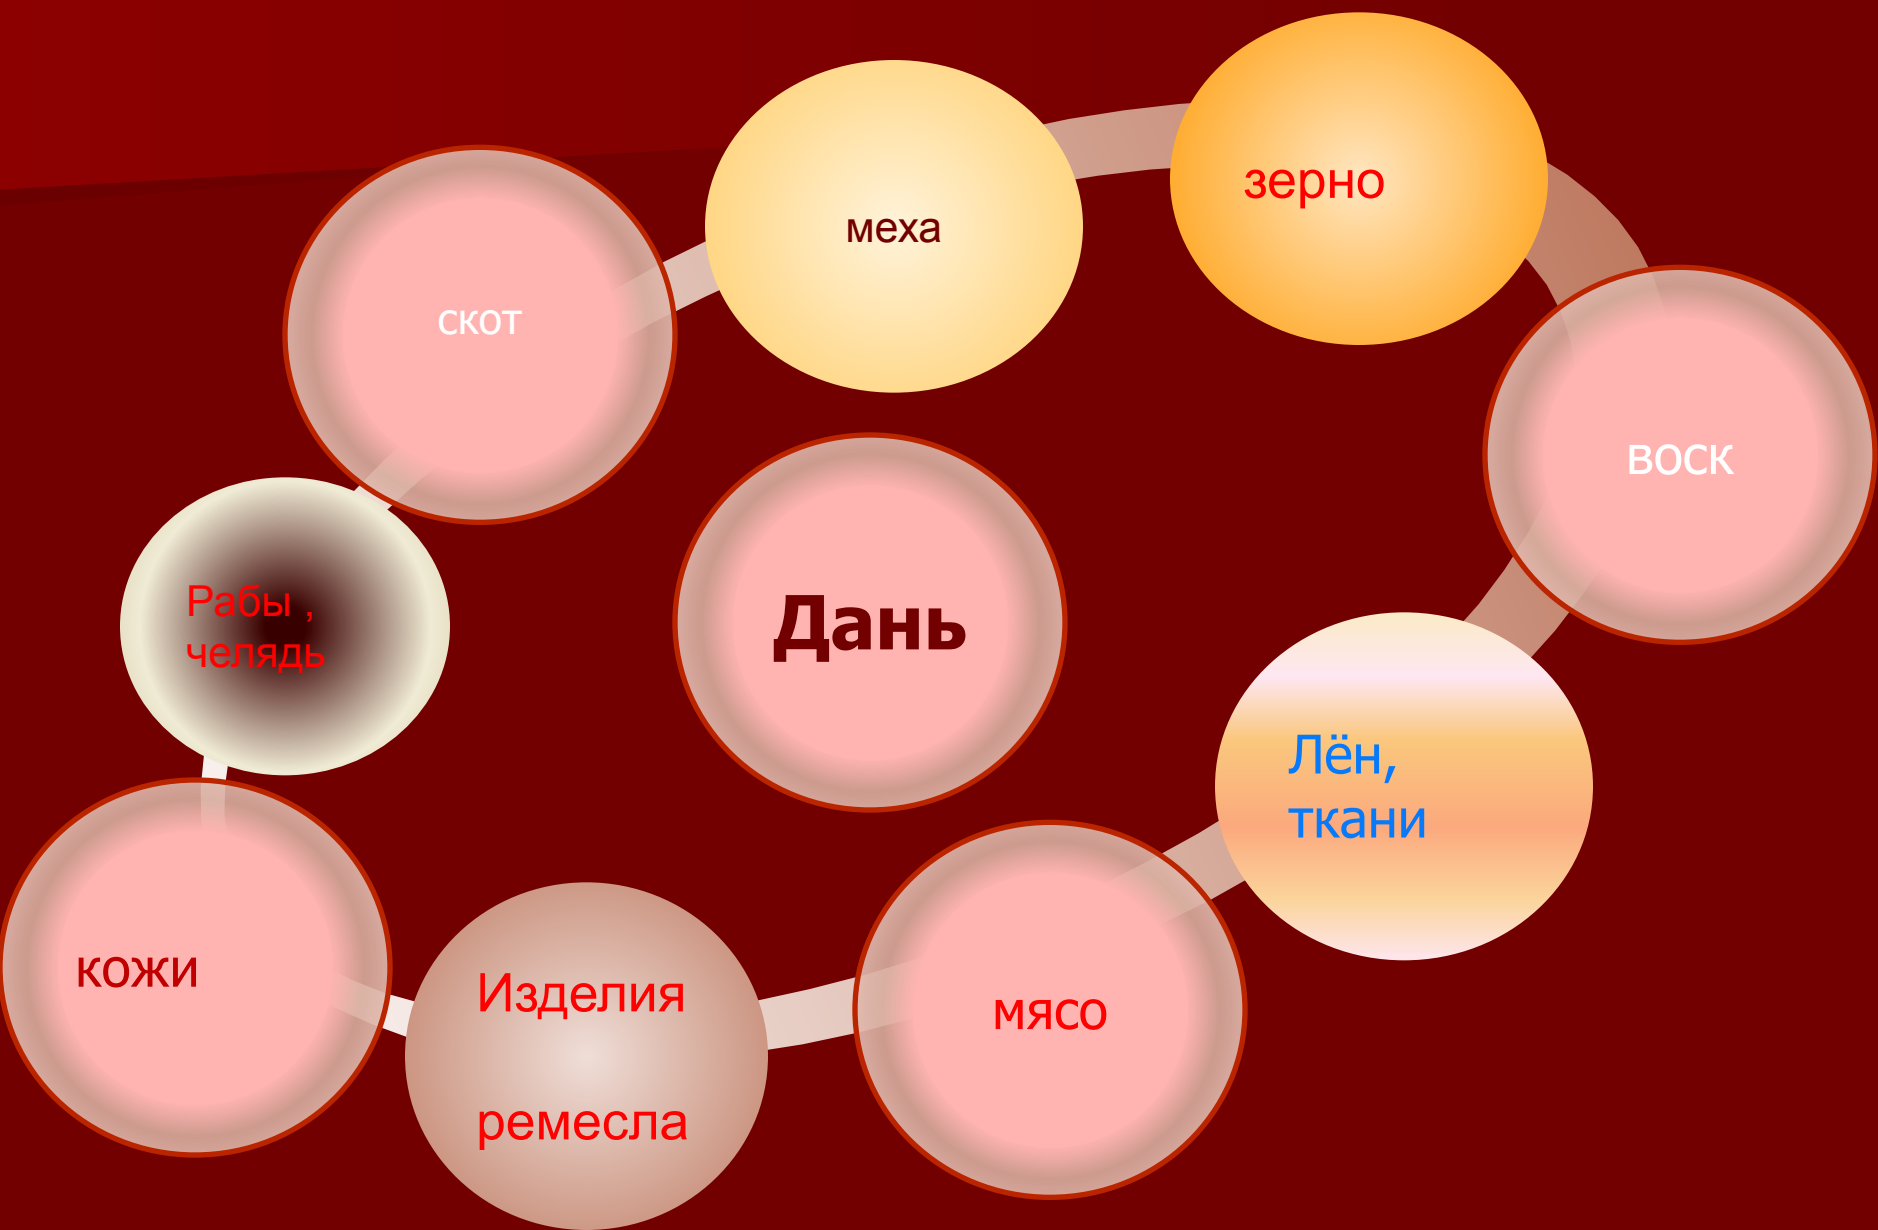 меха
зерно
скот
воск
Рабы ,
челядь
Дань
Лён,
ткани
кожи
Изделия
ремесла
мясо